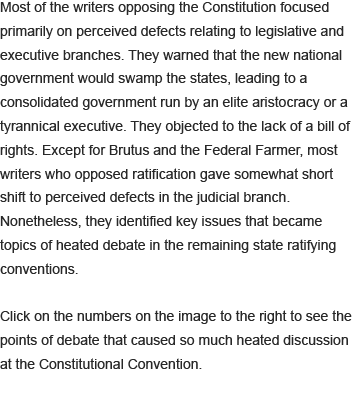 Most of the writers opposing the Constitution focused
primarily on perceived defects relating to legislative and
executive branches. They warned that the new national
government would swamp the states, leading to a
consolidated government run by an elite aristocracy or a
tyrannical executive. They objected to the lack of a bill of
rights. Except for Brutus and the Federal Farmer, most
writers who opposed ratification gave somewhat short
shift to perceived defects in the judicial branch.
Nonetheless, they identified key issues that became
topics of heated debate in the remaining state ratifying
conventions.

Click on the numbers on the image to the right to see the
points of debate that caused so much heated discussion
at the Constitutional Convention.